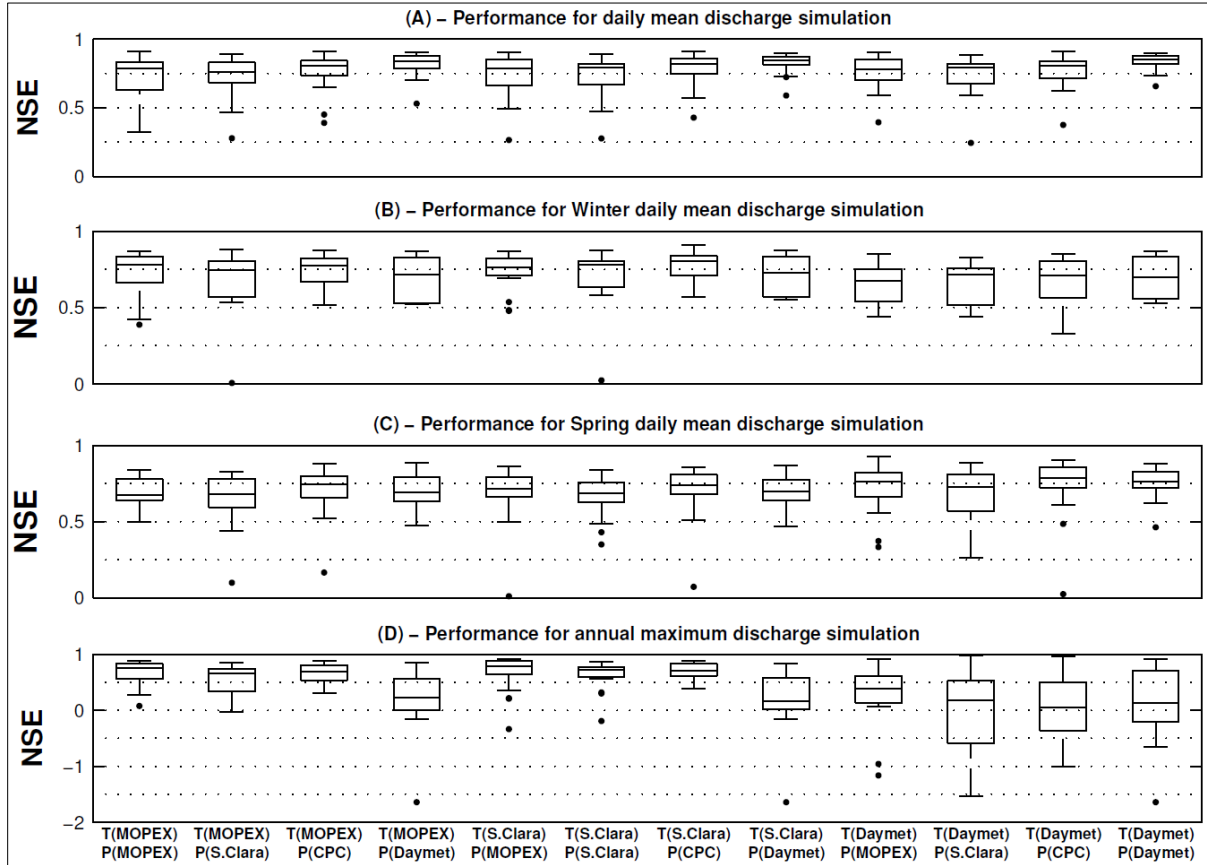 (A) – Performance for daily mean discharge simulation
NSE
1
0.5
0
(B) – Performance for Winter daily mean discharge simulation
NSE
1
0.5
0
(C) – Performance for Spring daily mean discharge simulation
NSE
1
0.5
0
(D) – Performance for annual maximum discharge simulation
NSE
1
0
−1
−2
T(MOPEX) T(MOPEX) T(MOPEX) T(MOPEX) T(S.Clara) T(S.Clara) T(S.Clara) T(S.Clara) T(Daymet) T(Daymet) T(Daymet) T(Daymet)
P(MOPEX) P(S.Clara) P(CPC) P(Daymet) P(MOPEX) P(S.Clara) P(CPC) P(Daymet) P(MOPEX) P(S.Clara) P(CPC) P(Daymet)